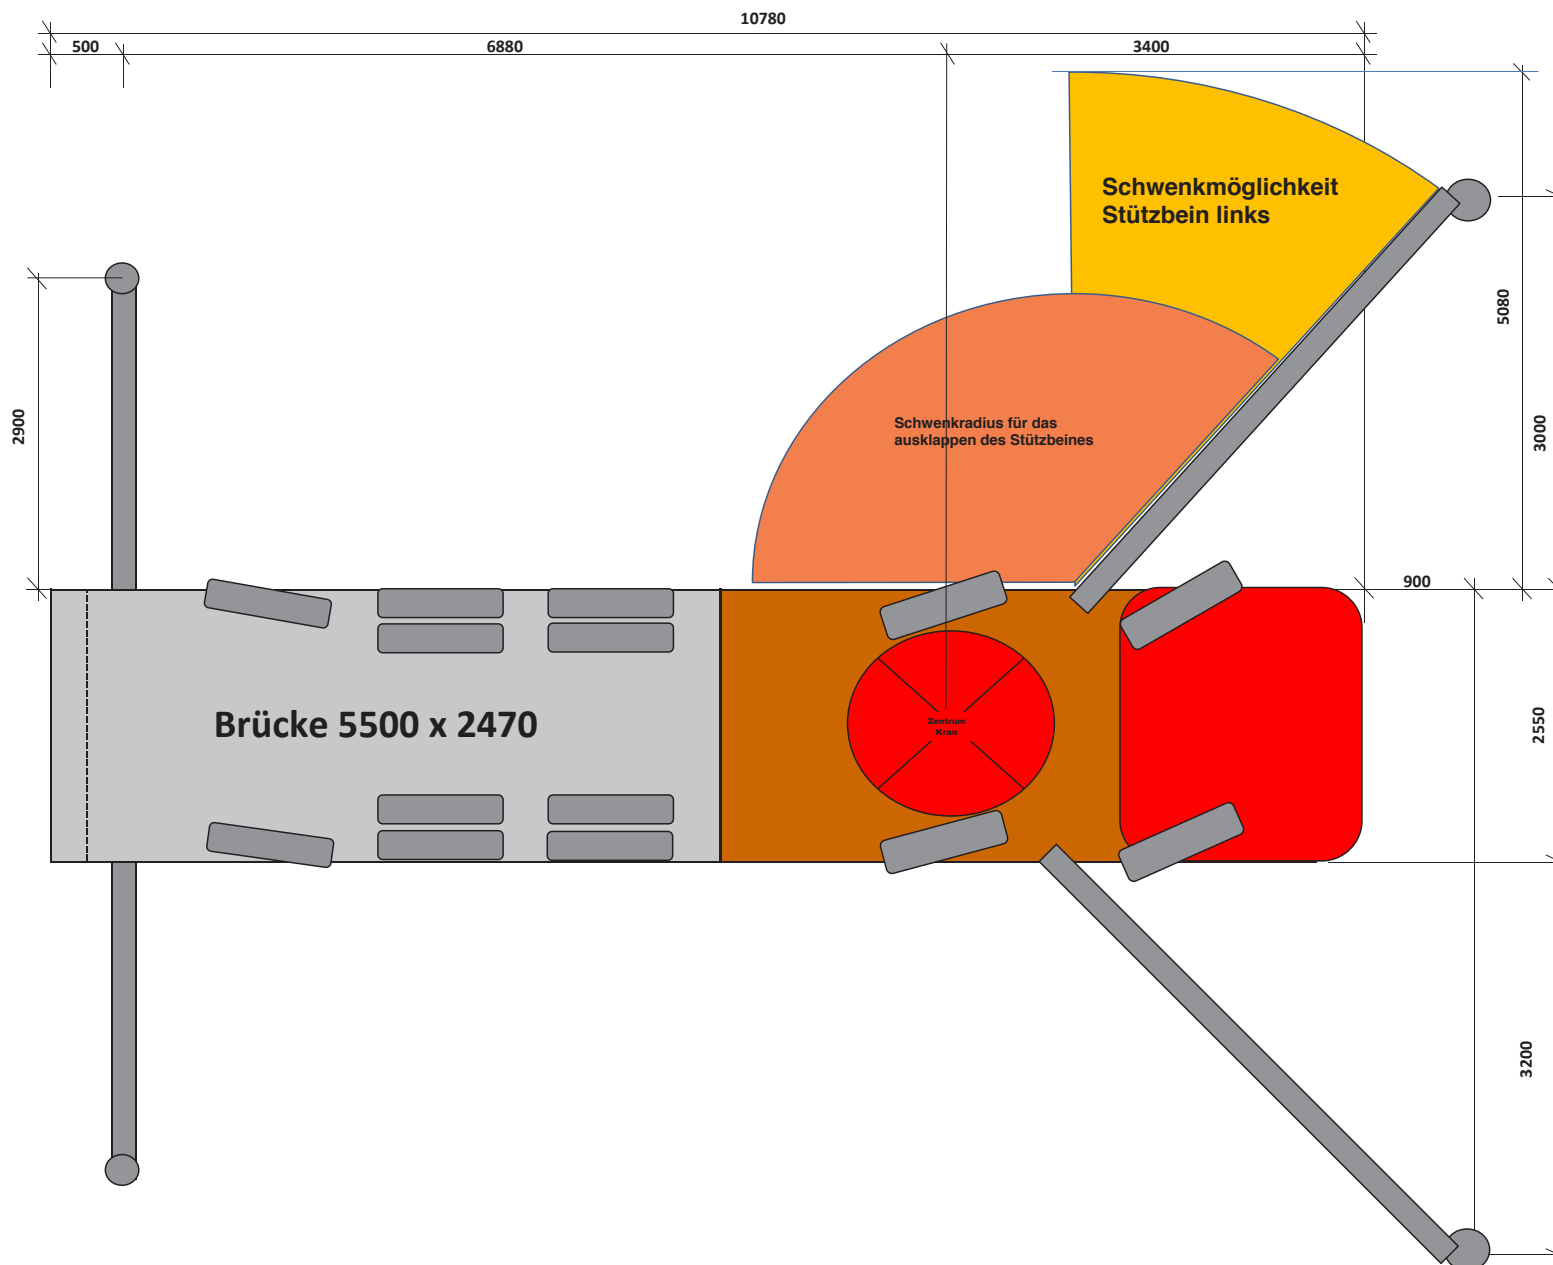 10780
500
6880
3400
Schwenkmöglichkeit
Stützbein links
5080
2900
3000
Schwenkradius für das
ausklappen des Stützbeines
900
Brücke 5500 x 2470
Zentrum
Kran
2550
3200